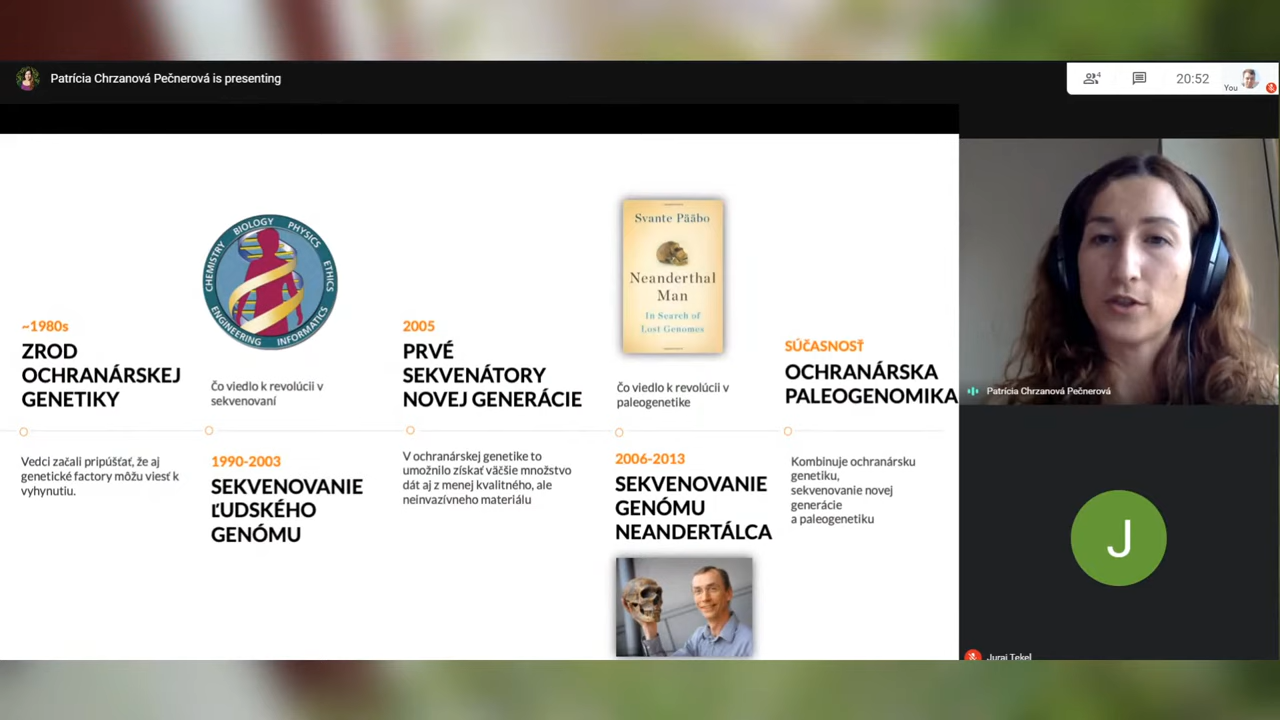 Patrícia Chrzanová Pečnerová is presenting
4
20:52
You
CHEMISTRY BIOLOGY PHYSICS ETHICS
ENGINEERING INFORMATICS
Svante Pääbo
Neanderthal
Man
In Search of
Lost Genomes
~1980s
ZROD
OCHRANÁRSKEJ
GENETIKY
Vedci začali pripúšťať, že aj
genetické factory môžu viesť k
vyhynutiu.
Čo viedlo k revolúcii v
sekvenovaní
1990-2003
SEKVENOVANIE
ĽUDSKÉHO
GENÓMU
2005
PRVÉ
SEKVENÁTORY
NOVEJ GENERÁCIE
V ochranárskej genetike to
umožnilo získať väčšie množstvo
dát aj z menej kvalitného, ale
neinvazívneho materiálu
Čo viedlo k revolúcii v
paleogenetike
2006-2013
SEKVENOVANIE
GENÓMU
NEANDERTÁLCA
SÚČASNOSŤ
OCHRANÁRSKA
PALEOGENOMIKA
Kombinuje ochranársku
genetiku,
sekvenovanie novej
generácie
a paleogenetiku
Patrícia Chrzanová Pečnerová
J
Juraj Tekel